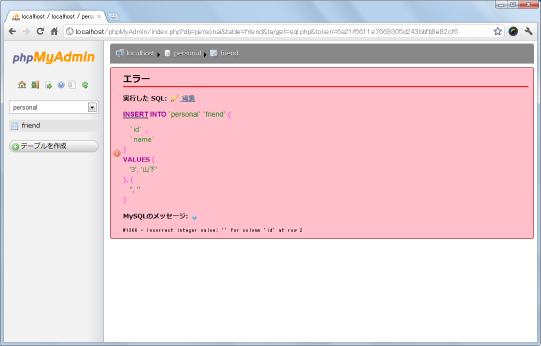 localhost / localhost / perso
localhost/phpMyAdmin/index.php?db=personal&table=friend&target=sql.php&token=6a21f6611e7669305d243bbfb8e82cf6
phpMyAdmin
localhost
personal
friend
personal
friend
テーブルを作成
エラー
実行した SQL:
編集
INSERT INTO `personal`.`friend` (
`id` ,
`name`
)
VALUES (
'3', '山下'
), (
'', ''
)
MySQLのメッセージ:
#1366 - Incorrect integer value: '' for column 'id' at row 2